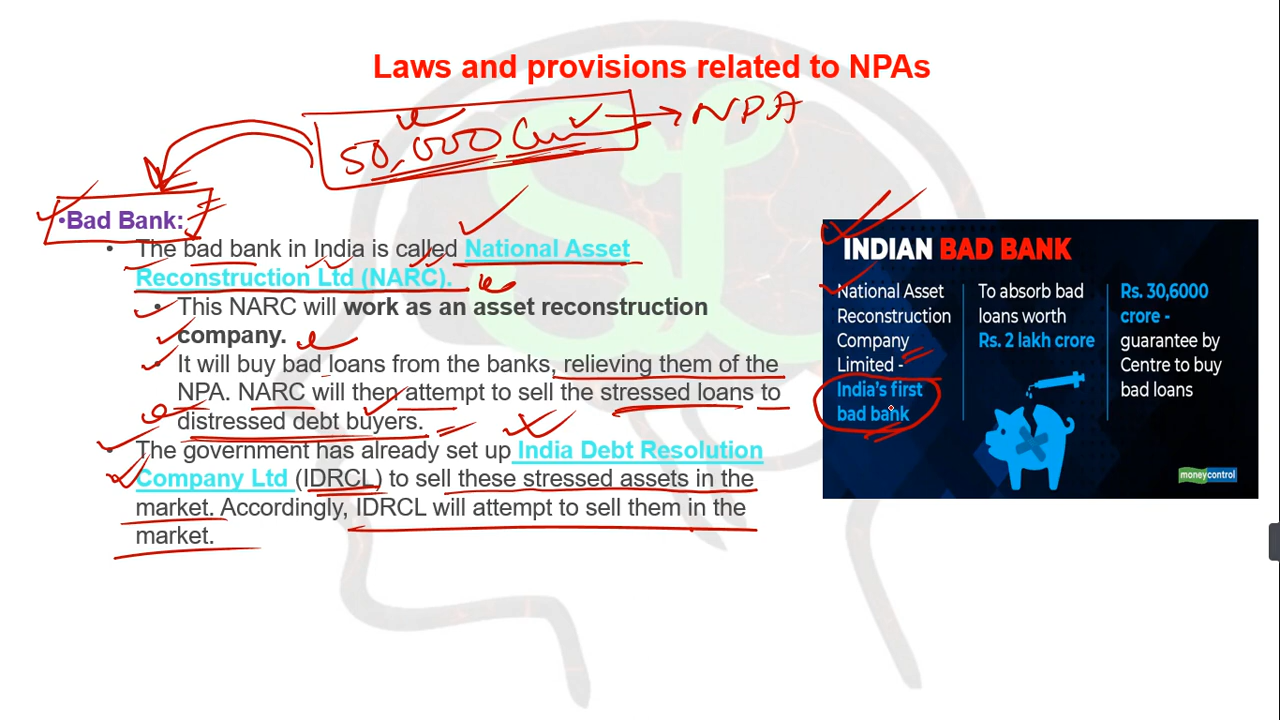 Laws and provisions related to NPAs
50,000 → NPA
•Bad Bank:
• The bad bank in India is called National Asset
Reconstruction Ltd (NARC).
• This NARC will work as an asset reconstruction
company.
• It will buy bad loans from the banks, relieving them of the
NPA. NARC will then attempt to sell the stressed loans to
distressed debt buyers.
• The government has already set up India Debt Resolution
Company Ltd (IDRCL) to sell these stressed assets in the
market. Accordingly, IDRCL will attempt to sell them in the
market.
INDIAN BAD BANK
National Asset
Reconstruction
Company
Limited -
India's first
bad bank
To absorb bad
loans worth
Rs. 2 lakh crore
Rs. 30,6000
crore -
guarantee by
Centre to buy
bad loans
moneycontrol
SL